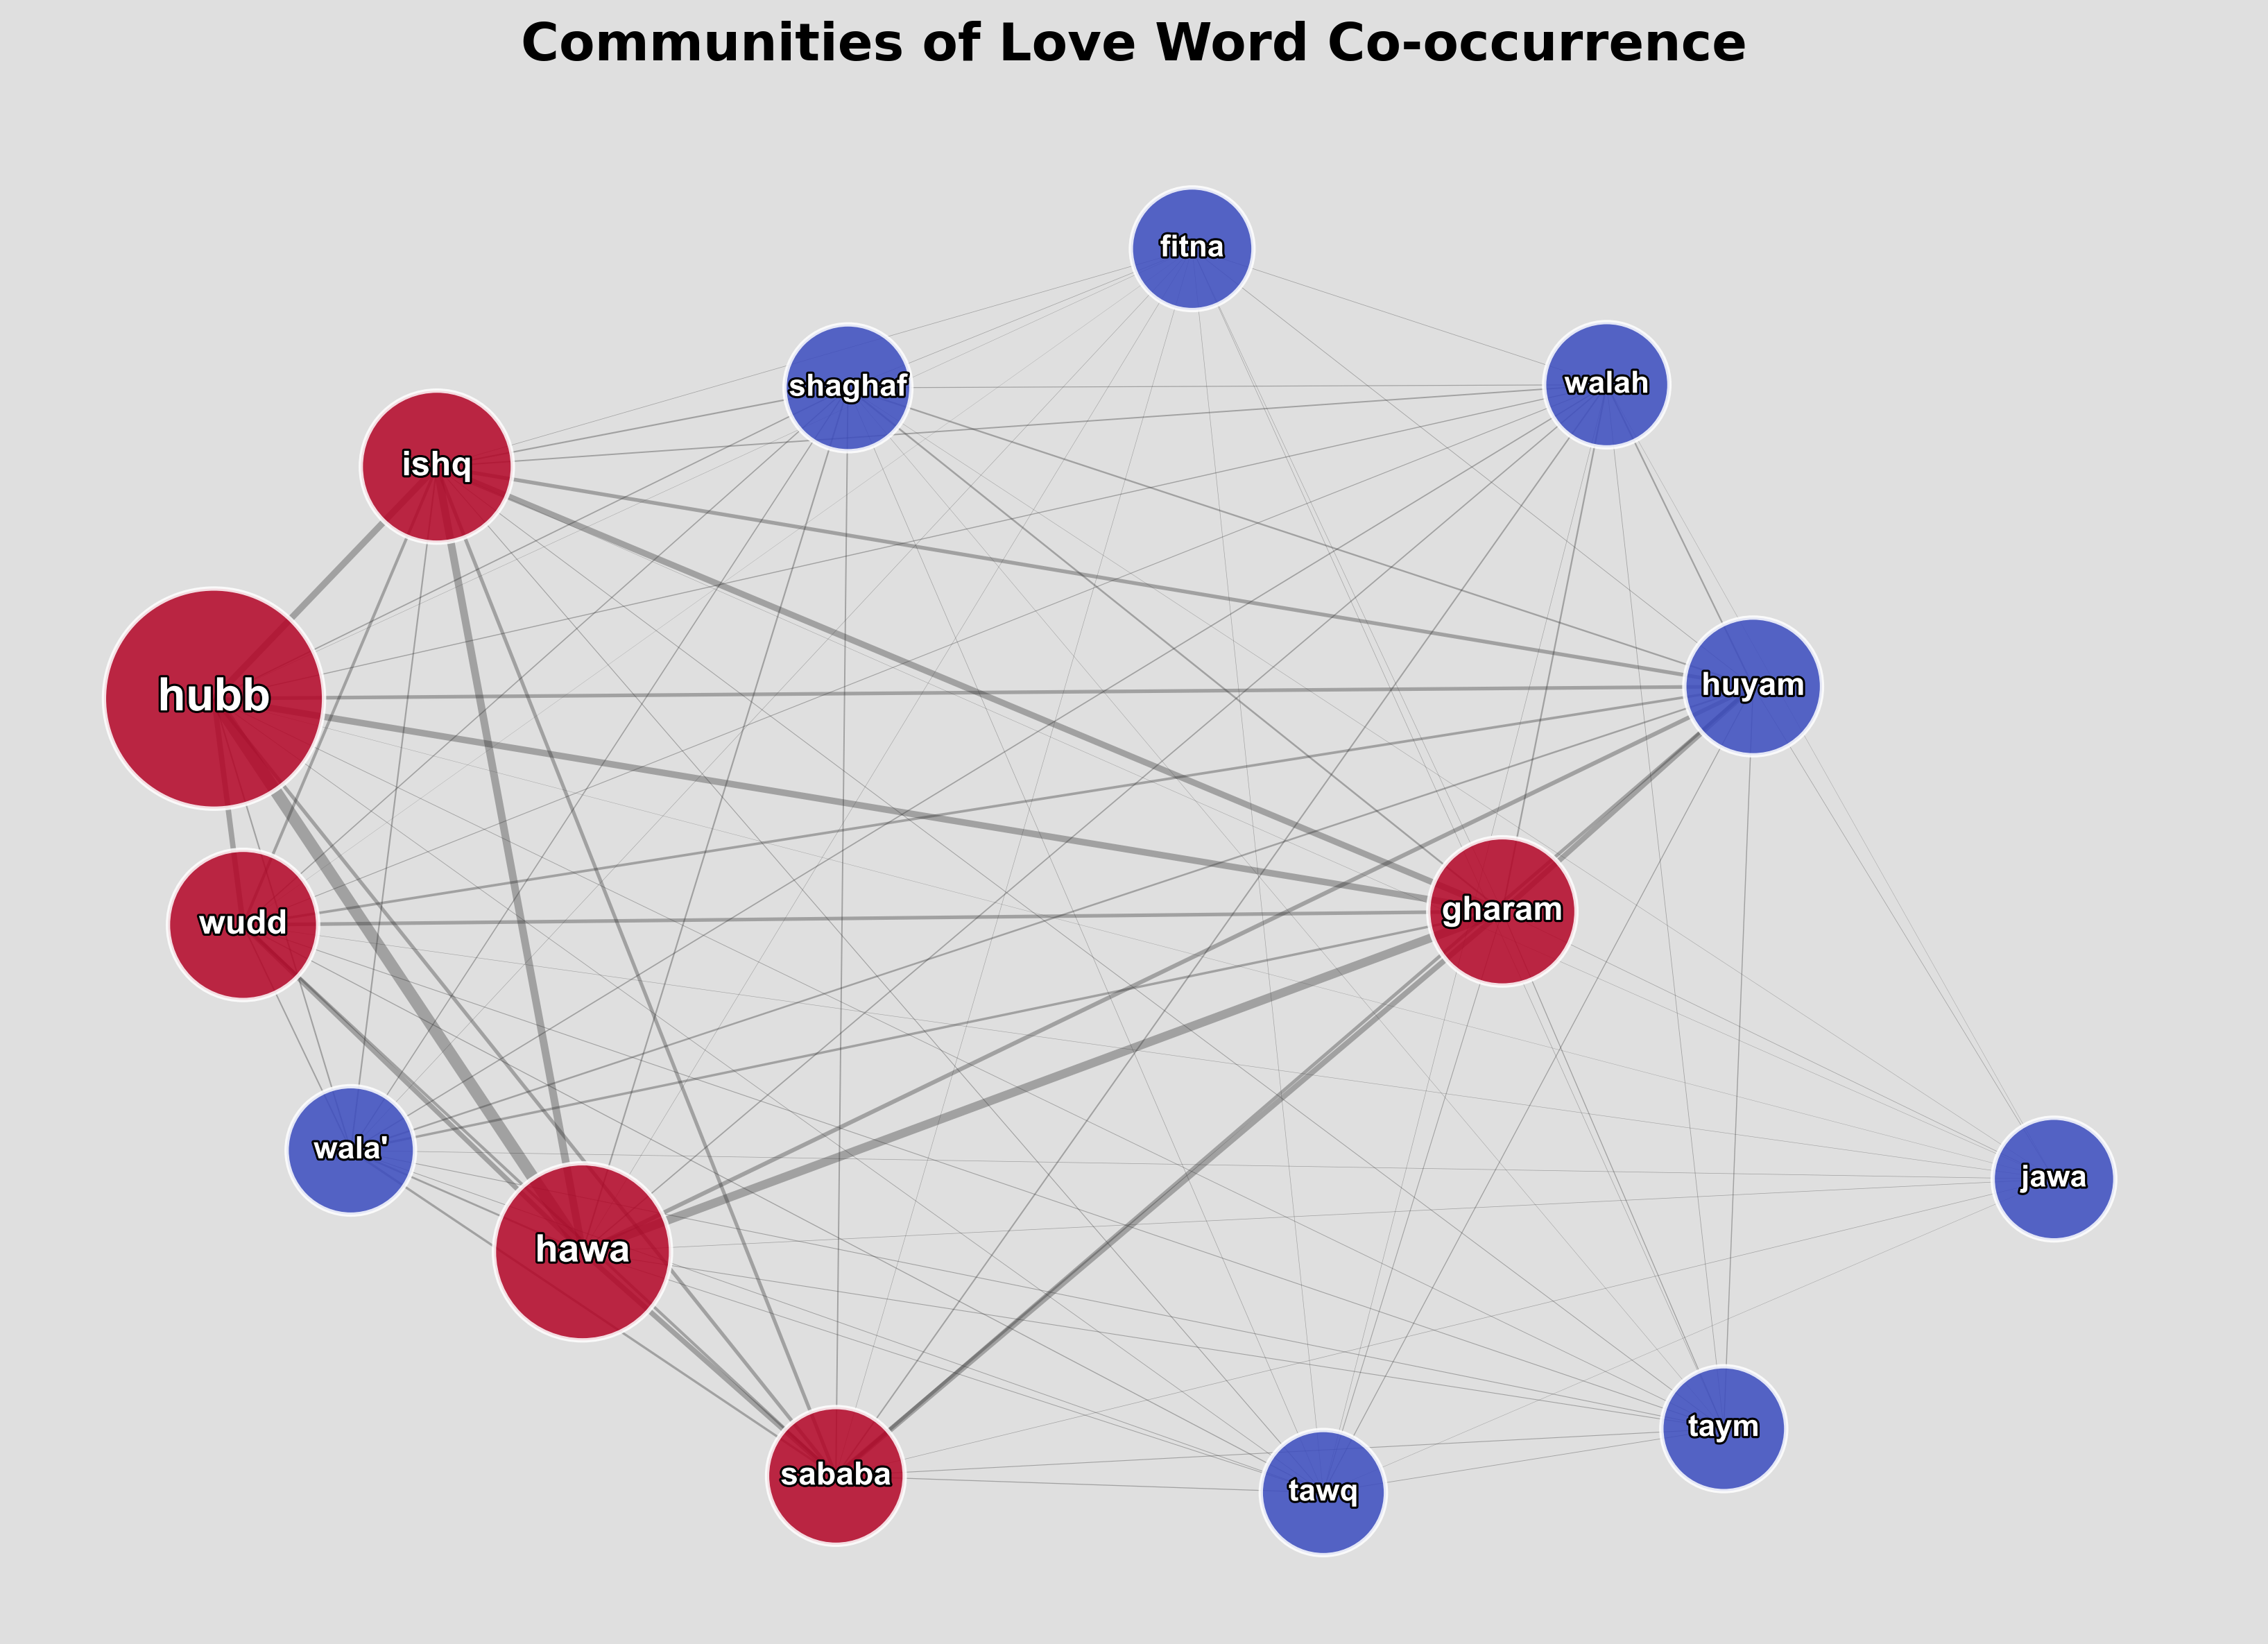 Communities of Love Word Co-occurrence
fitna
shaghaf
walah
ishq
huyam
hubb
gharam
wudd
wala'
jawa
hawa
taym
sababa
tawq